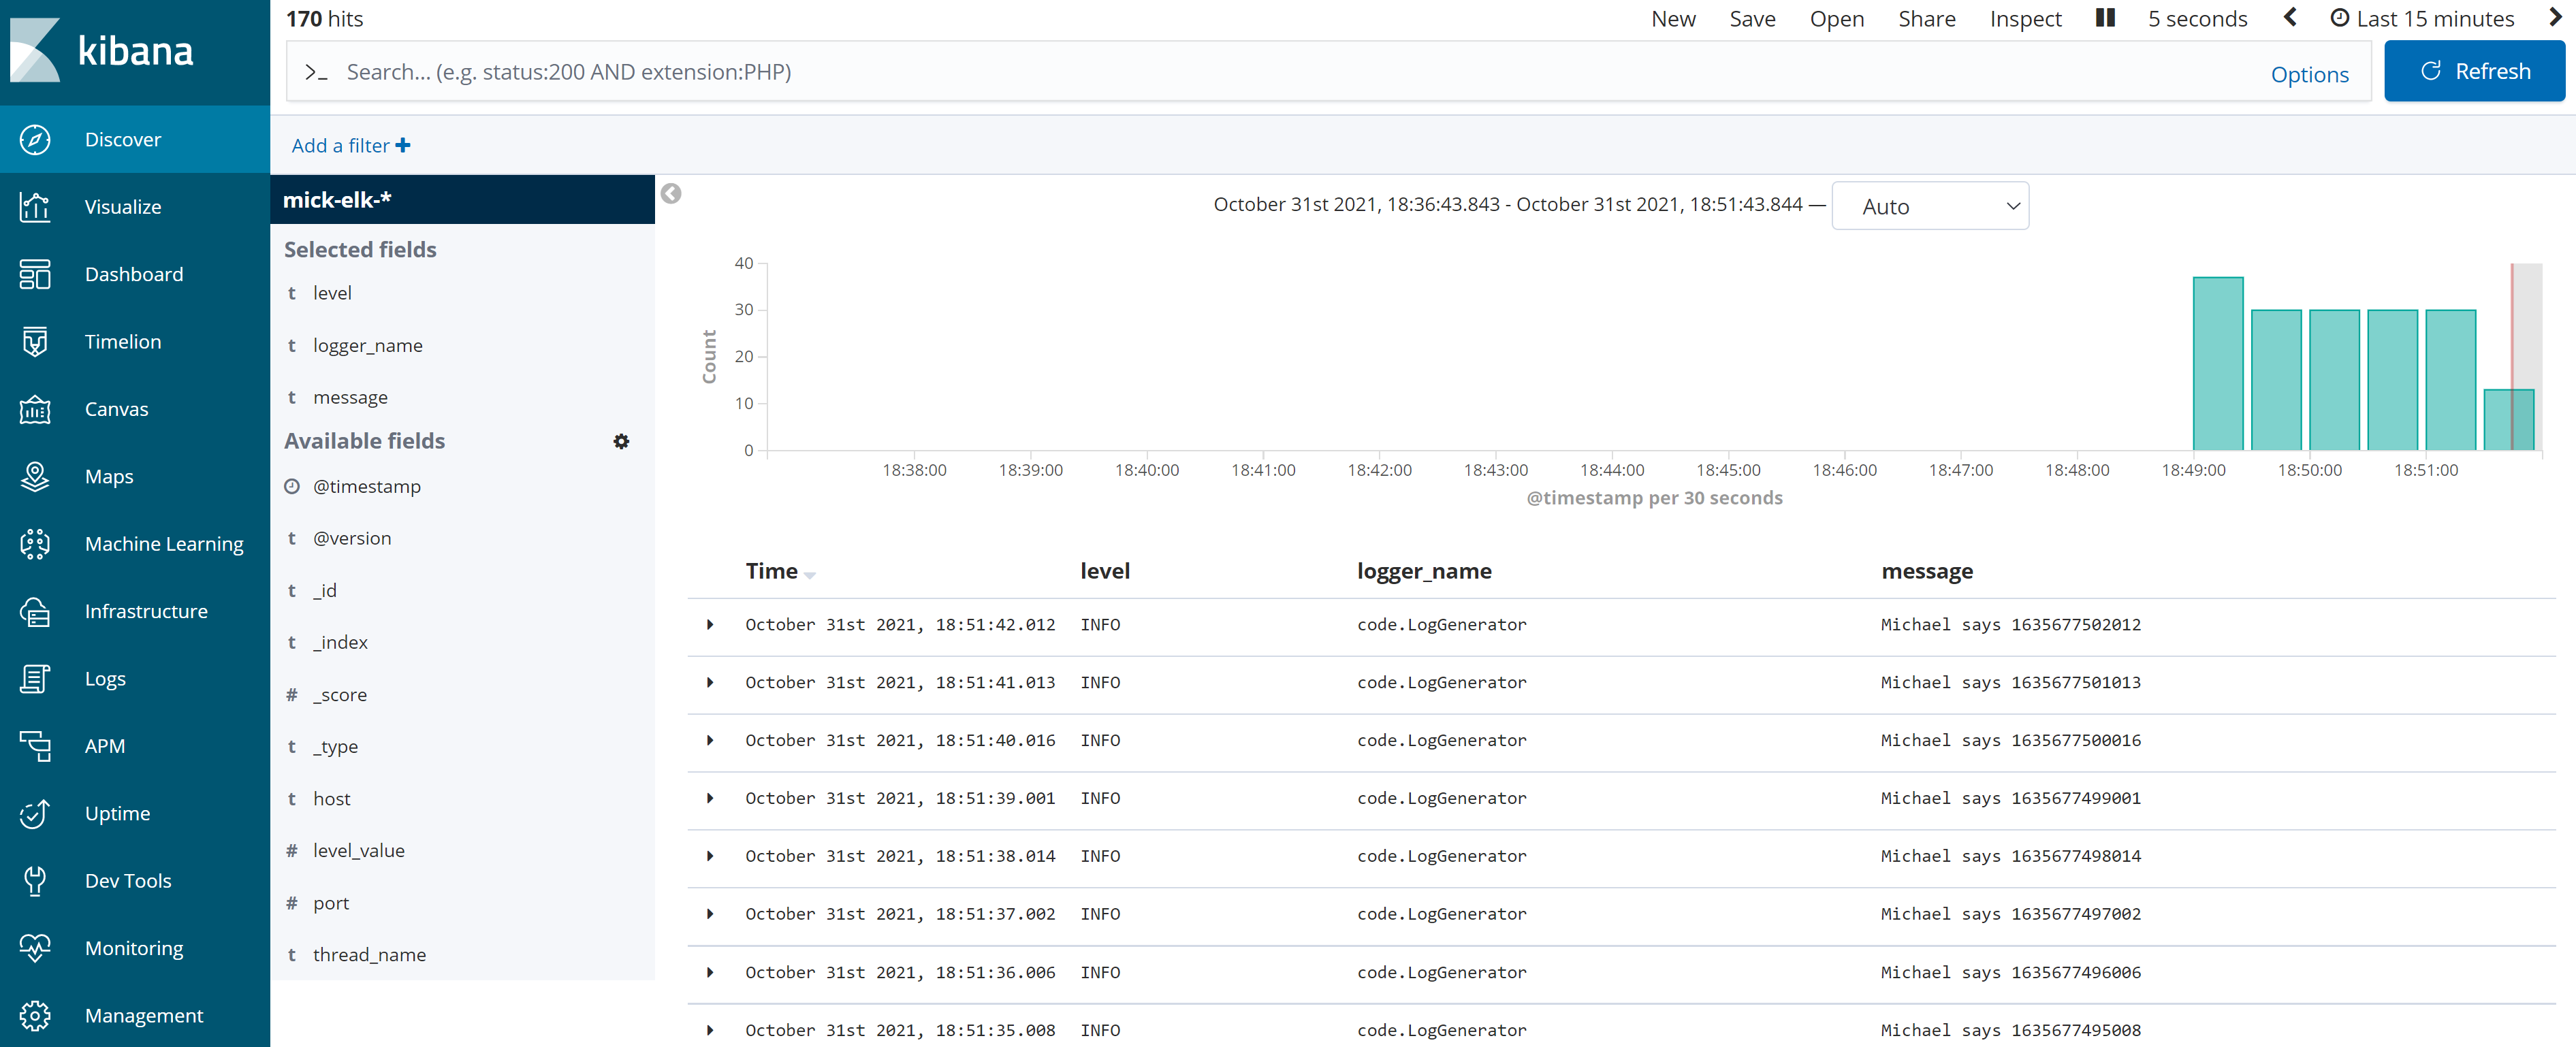 kibana
Discover
Visualize
Dashboard
Timelion
Canvas
Maps
Machine Learning
Infrastructure
Logs
APM
Uptime
Dev Tools
Monitoring
Management
170 hits
New Save Open Share Inspect 5 seconds Last 15 minutes
>_ Search... (e.g. status:200 AND extension:PHP) Options Refresh
Add a filter
mick-elk-*
Selected fields
t level
t logger_name
t message
Available fields
@timestamp
t @version
t _id
t _index
# _score
t _type
t host
# level_value
# port
t thread_name
October 31st 2021, 18:36:43.843 - October 31st 2021, 18:51:43.844 — Auto
Count
40
30
20
10
0
18:38:00 18:39:00 18:40:00 18:41:00 18:42:00 18:43:00 18:44:00 18:45:00 18:46:00 18:47:00 18:48:00 18:49:00 18:50:00 18:51:00
@timestamp per 30 seconds
Time level logger_name message
October 31st 2021, 18:51:42.012 INFO code.LogGenerator Michael says 1635677502012
October 31st 2021, 18:51:41.013 INFO code.LogGenerator Michael says 1635677501013
October 31st 2021, 18:51:40.016 INFO code.LogGenerator Michael says 1635677500016
October 31st 2021, 18:51:39.001 INFO code.LogGenerator Michael says 1635677499001
October 31st 2021, 18:51:38.014 INFO code.LogGenerator Michael says 1635677498014
October 31st 2021, 18:51:37.002 INFO code.LogGenerator Michael says 1635677497002
October 31st 2021, 18:51:36.006 INFO code.LogGenerator Michael says 1635677496006
October 31st 2021, 18:51:35.008 INFO code.LogGenerator Michael says 1635677495008